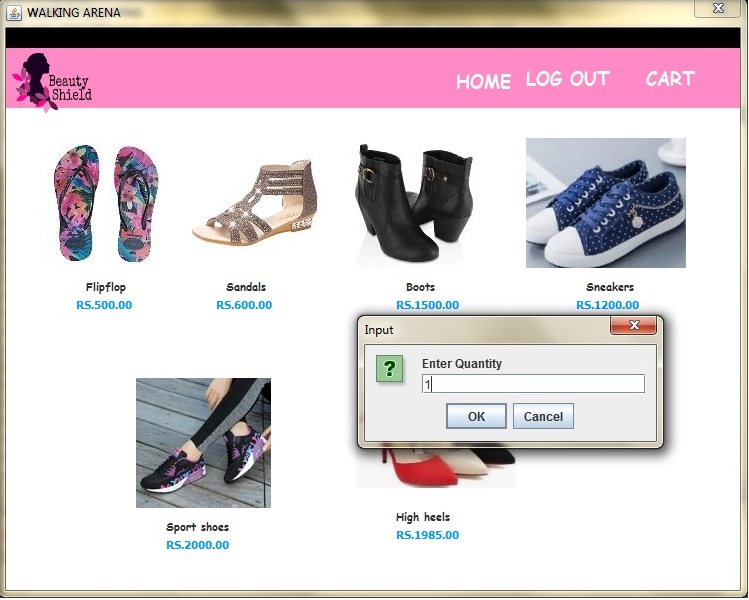 WALKING ARENA
Beauty
Shield
HOME LOG OUT CART
Flipflop Sandals Boots Sneakers
RS.500.00 RS.600.00 RS.1500.00 RS.1200.00
Input
?
Enter Quantity
1
OK Cancel
Sport shoes
RS.2000.00
High heels
RS.1985.00